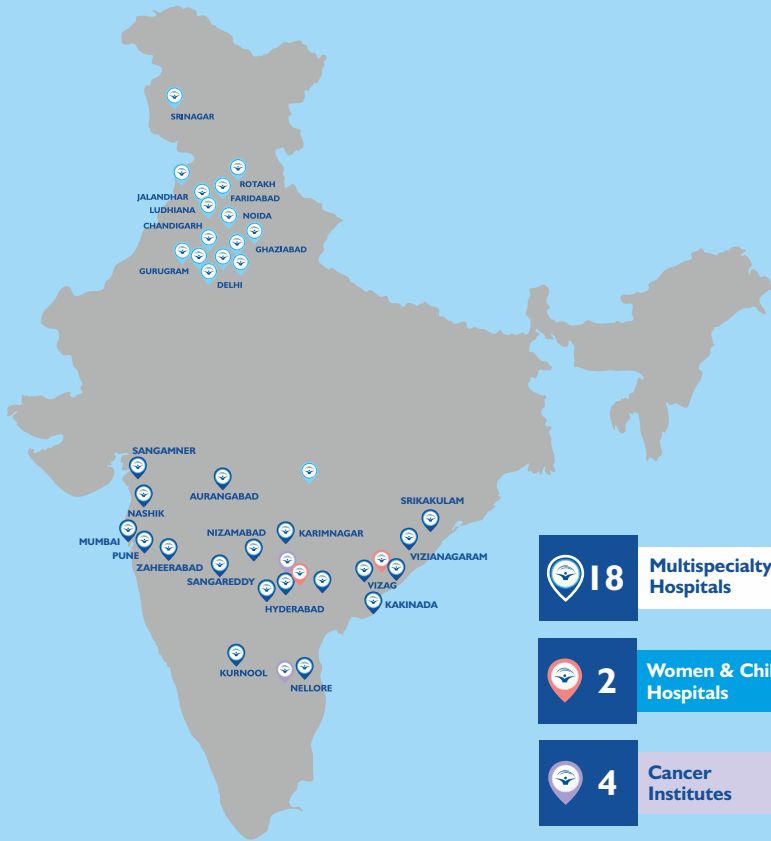 SRINAGAR
ROTAKH
JALANDHAR
FARIDABAD
LUDHIANA
NOIDA
CHANDIGARH
GHAZIABAD
GURUGRAM
DELHI
SANGAMNER
AURANGABAD
NASHIK
SRIKAKULAM
MUMBAI
NIZAMABAD
KARIMNAGAR
PUNE
VIZIANAGARAM
ZAHEERABAD
SANGAREDDY
VIZAG
HYDERABAD
KAKINADA
KURNOOL
NELLORE
18
Multispecialty
Hospitals
2
Women & Chil
Hospitals
4
Cancer
Institutes